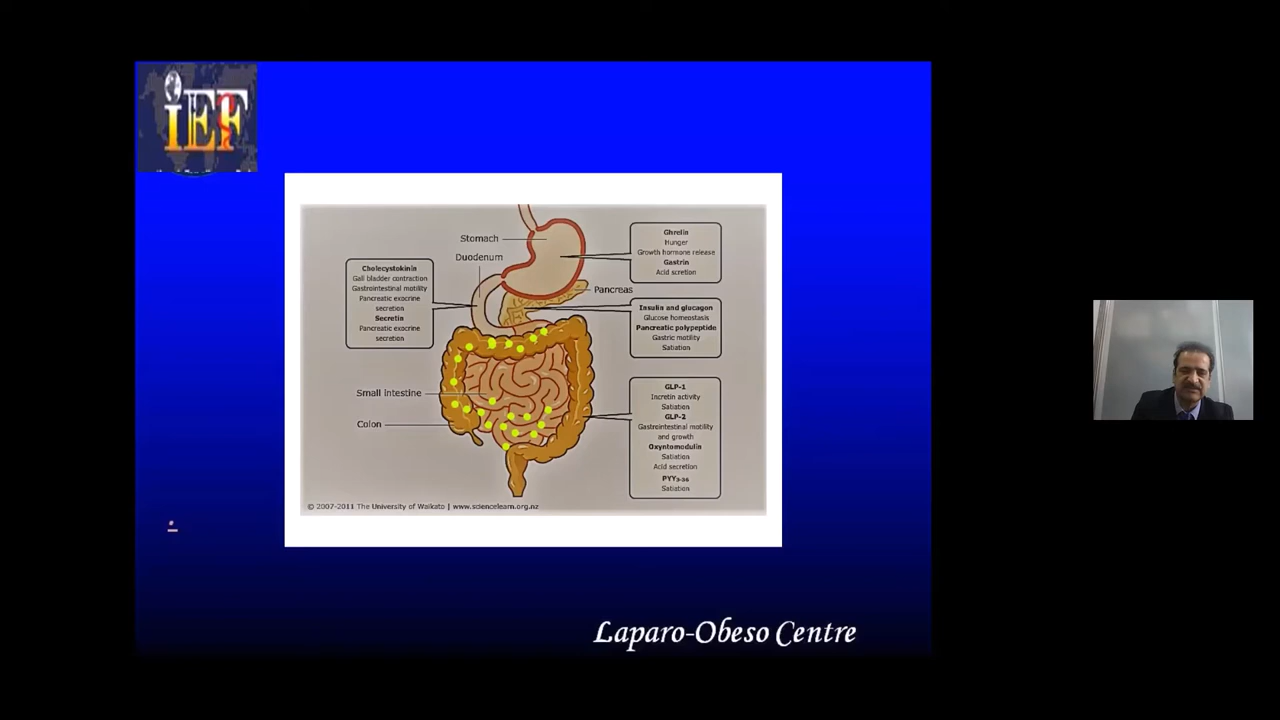 iEF
Stomach
Duodenum
Cholecystokinin
Gall bladder contraction
Gastrointestinal motility
Pancreatic exocrine
secretion
Secretin
Pancreatic exocrine
secretion
Ghrelin
Hunger
Growth hormone release
Gastrin
Acid scretion
Pancreas
Insulin and glucagon
Glucose homeostasis
Pancreatic polypeptide
Gastric motility
Satiation
Small intestine
Colon
GLP-1
Incretin activity
Satiation
GLP-2
Gastrointestinal motility
and growth
Oxyntomodulin
Satiation
Acid secretion
PYY3-36
Satiation
© 2007-2011 The University of Waikato | www.sciencelearn.org.nz
Laparo-Obeso Centre